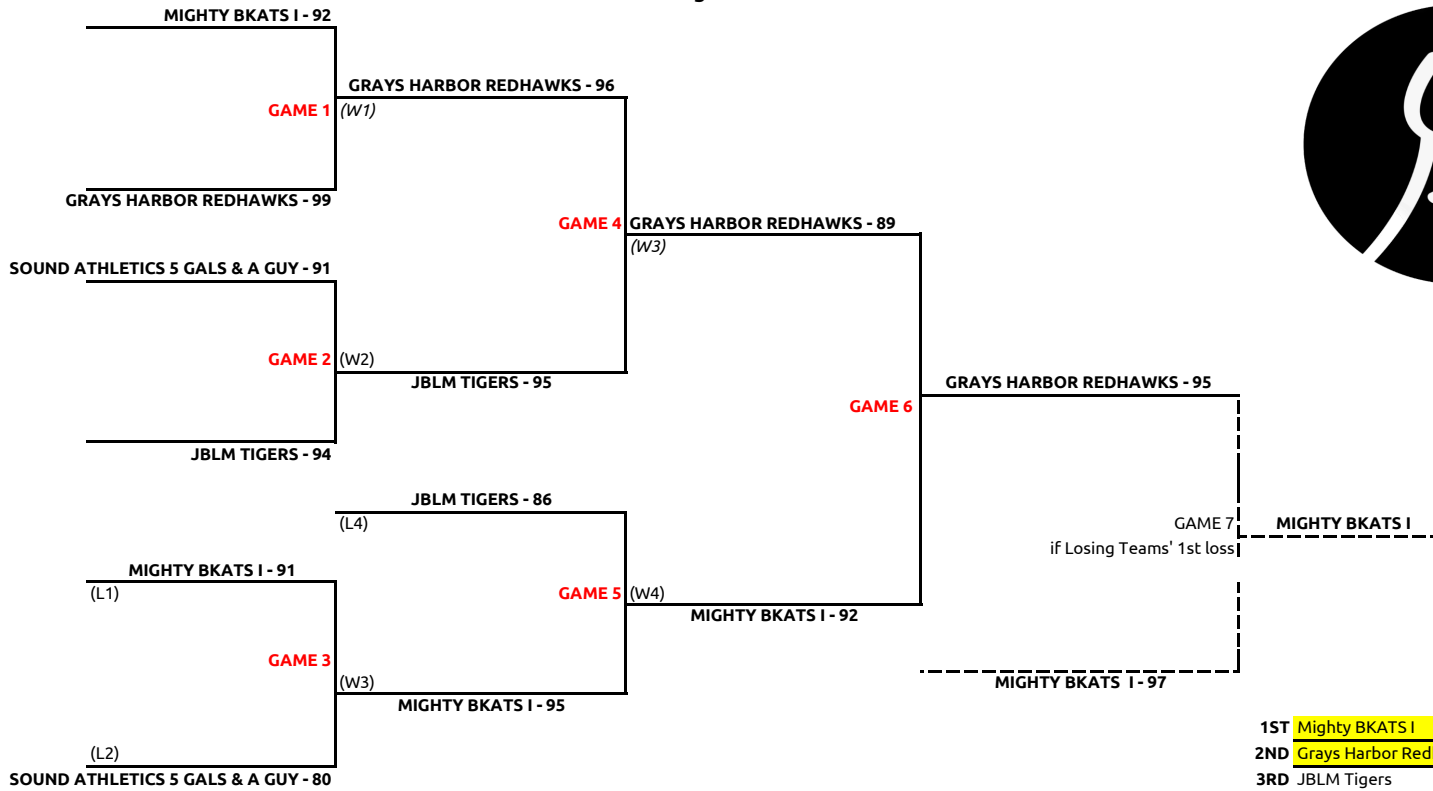 MIGHTY BKATS I - 92
GRAYS HARBOR REDHAWKS - 96
GAME 1 (W1)
GRAYS HARBOR REDHAWKS - 99
GAME 4 GRAYS HARBOR REDHAWKS - 89
(W3)
SOUND ATHLETICS 5 GALS & A GUY - 91
GAME 2 (W2)
JBLM TIGERS - 95
GRAYS HARBOR REDHAWKS - 95
GAME 6
JBLM TIGERS - 94
JBLM TIGERS - 86
(L4)
GAME 7 MIGHTY BKATS I
if Losing Teams' 1st loss
MIGHTY BKATS I - 91
(L1)
GAME 5 (W4)
MIGHTY BKATS I - 92
GAME 3
(W3)
MIGHTY BKATS I - 97
MIGHTY BKATS I - 95
1ST Mighty BKATS I
(L2)
2ND Grays Harbor Red
SOUND ATHLETICS 5 GALS & A GUY - 80
3RD JBLM Tigers